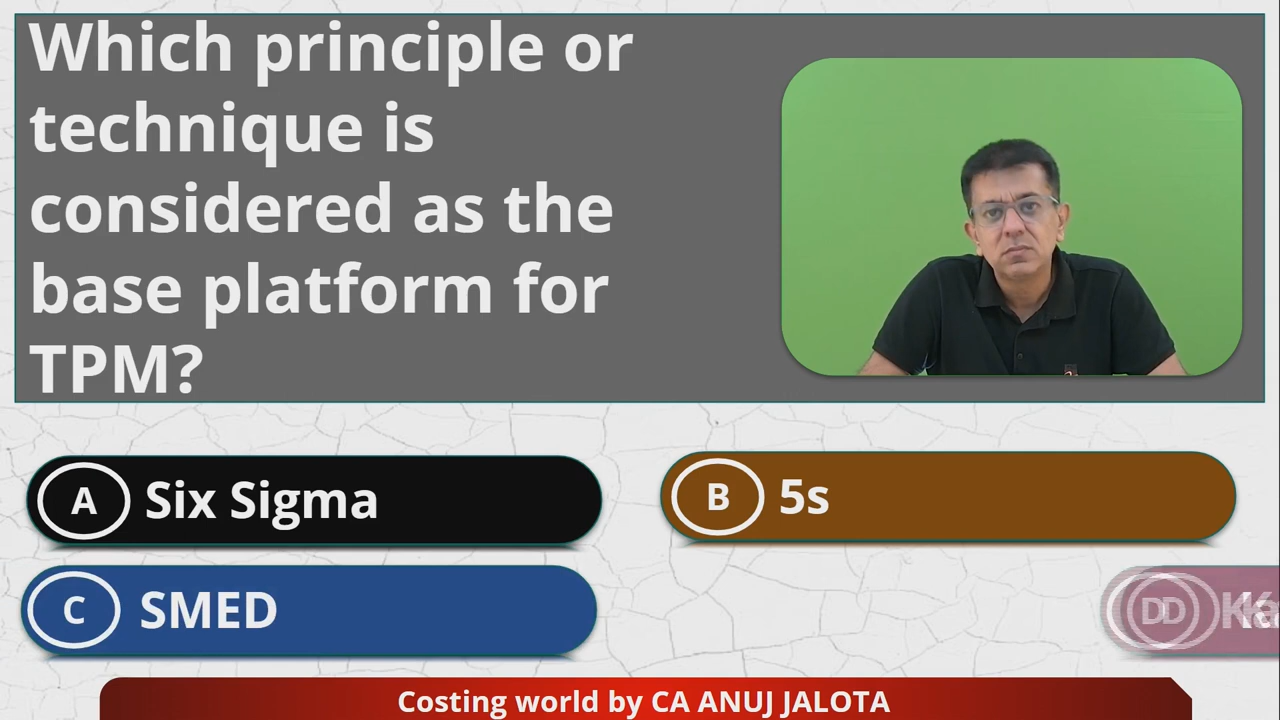 Which principle or
technique is
considered as the
base platform for
TPM?
A Six Sigma
B 5s
C SMED
D
Costing world by CA ANUJ JALOTA